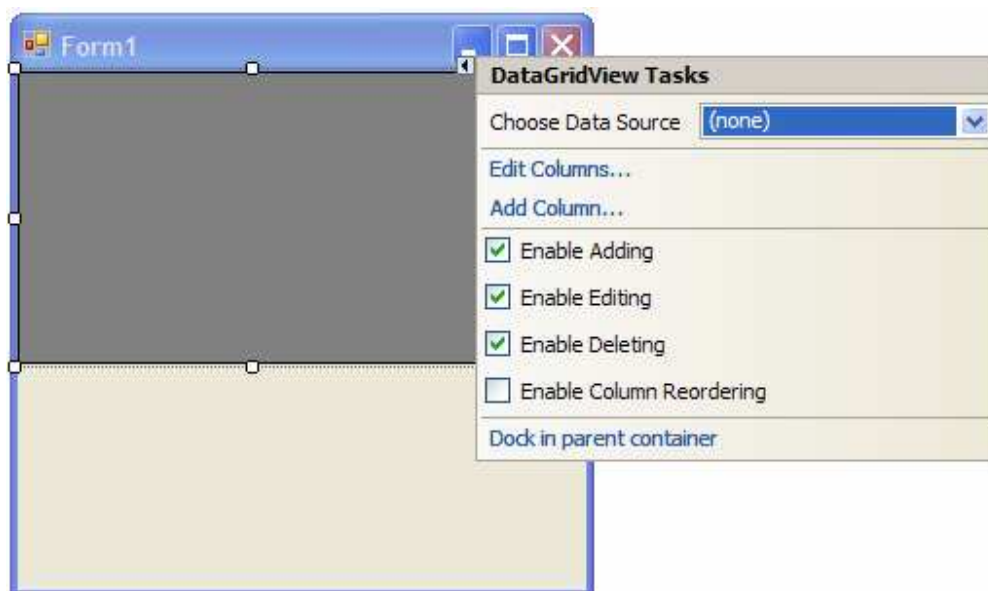 Form1
DataGridView Tasks
Choose Data Source (none)
Edit Columns...
Add Column...
Enable Adding
Enable Editing
Enable Deleting
Enable Column Reordering
Dock in parent container